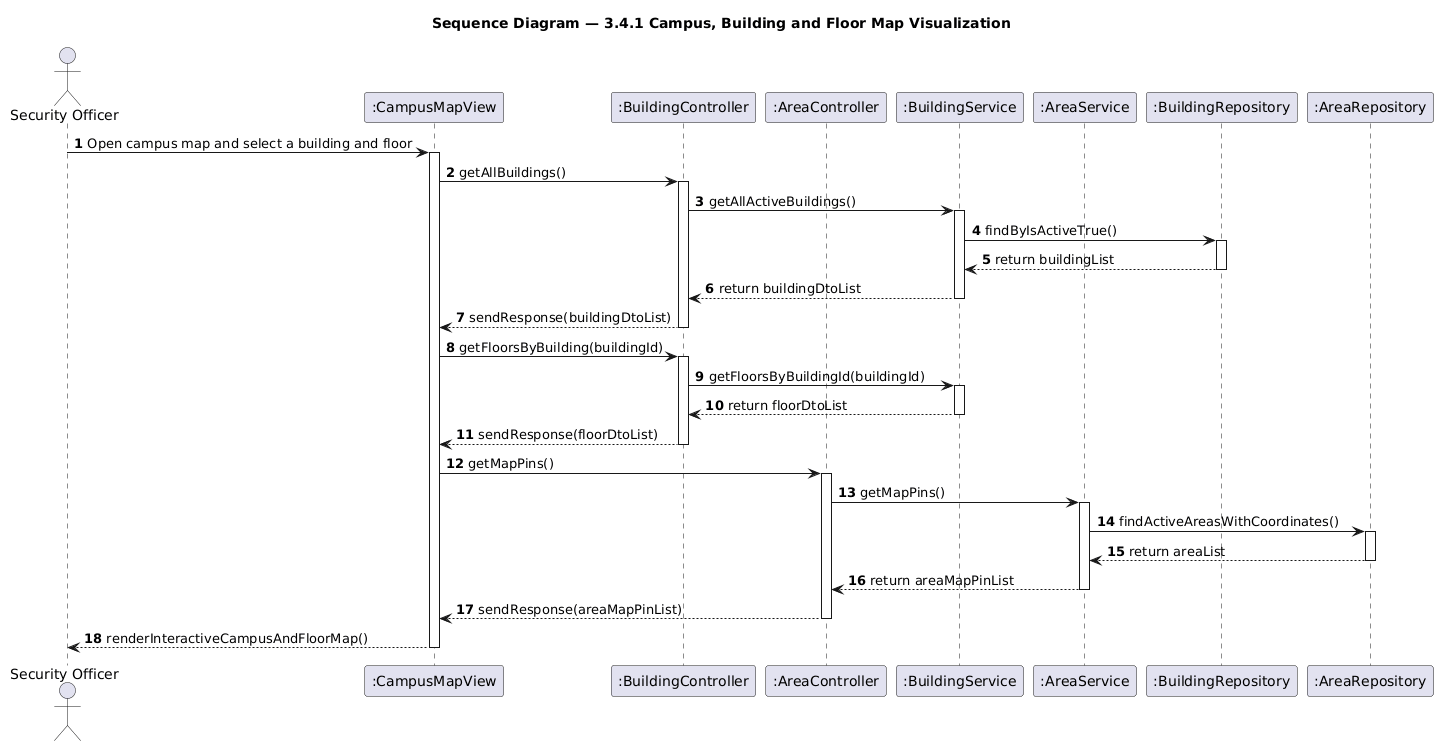 Sequence Diagram — 3.4.1 Campus, Building and Floor Map Visualization
Security Officer
:CampusMapView
:BuildingController
:AreaController
:BuildingService
:AreaService
:BuildingRepository
:AreaRepository
1 Open campus map and select a building and floor
2 getAllBuildings()
3 getAllActiveBuildings()
4 findByIsActiveTrue()
5 return buildingList
6 return buildingDtoList
7 sendResponse(buildingDtoList)
8 getFloorsByBuilding(buildingId)
9 getFloorsByBuildingId(buildingId)
10 return floorDtoList
11 sendResponse(floorDtoList)
12 getMapPins()
13 getMapPins()
14 findActiveAreasWithCoordinates()
15 return areaList
16 return areaMapPinList
17 sendResponse(areaMapPinList)
18 renderInteractiveCampusAndFloorMap()
Security Officer
:CampusMapView
:BuildingController
:AreaController
:BuildingService
:AreaService
:BuildingRepository
:AreaRepository